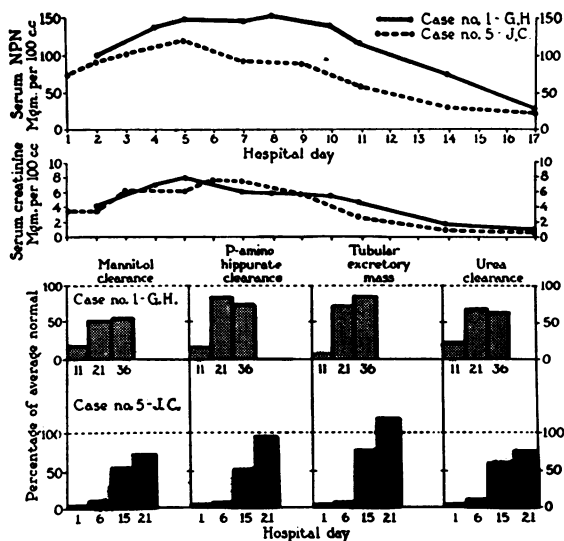 Serum NPN
Mgm. per 100 cc
150
100
50
0
Case no. 1 - G.H.
Case no. 5 - J.C.
150
100
50
0
1 2 3 4 5 6 7 8 9 10 11 12 13 14 15 16 17
Hospital day
Serum creatinine
Mgm. per 100 cc
10
8
6
4
2
0
10
8
6
4
2
0
Mannitol
clearance
P-amino
hippurate
clearance
Tubular
excretory
mass
Urea
clearance
Percentage of average normal
100
50
0
Case no. 1 - G.H.
100
50
0
11 21 36
11 21 36
11 21 36
11 21 36
Case no. 5 - J.C.
100
50
0
100
50
0
1 6 15 21
1 6 15 21
1 6 15 21
1 6 15 21
Hospital day